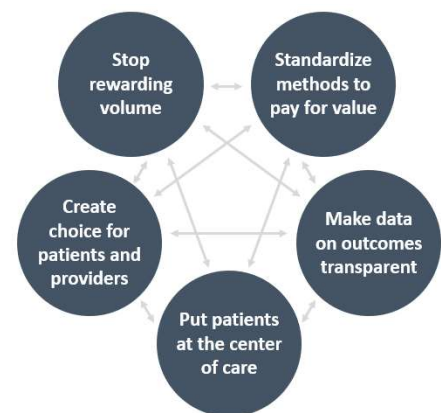 Stop
rewarding
volume
Standardize
methods to
pay for value
Create
choice for
patients and
providers
Make data
on outcomes
transparent
Put patients
at the center
of care